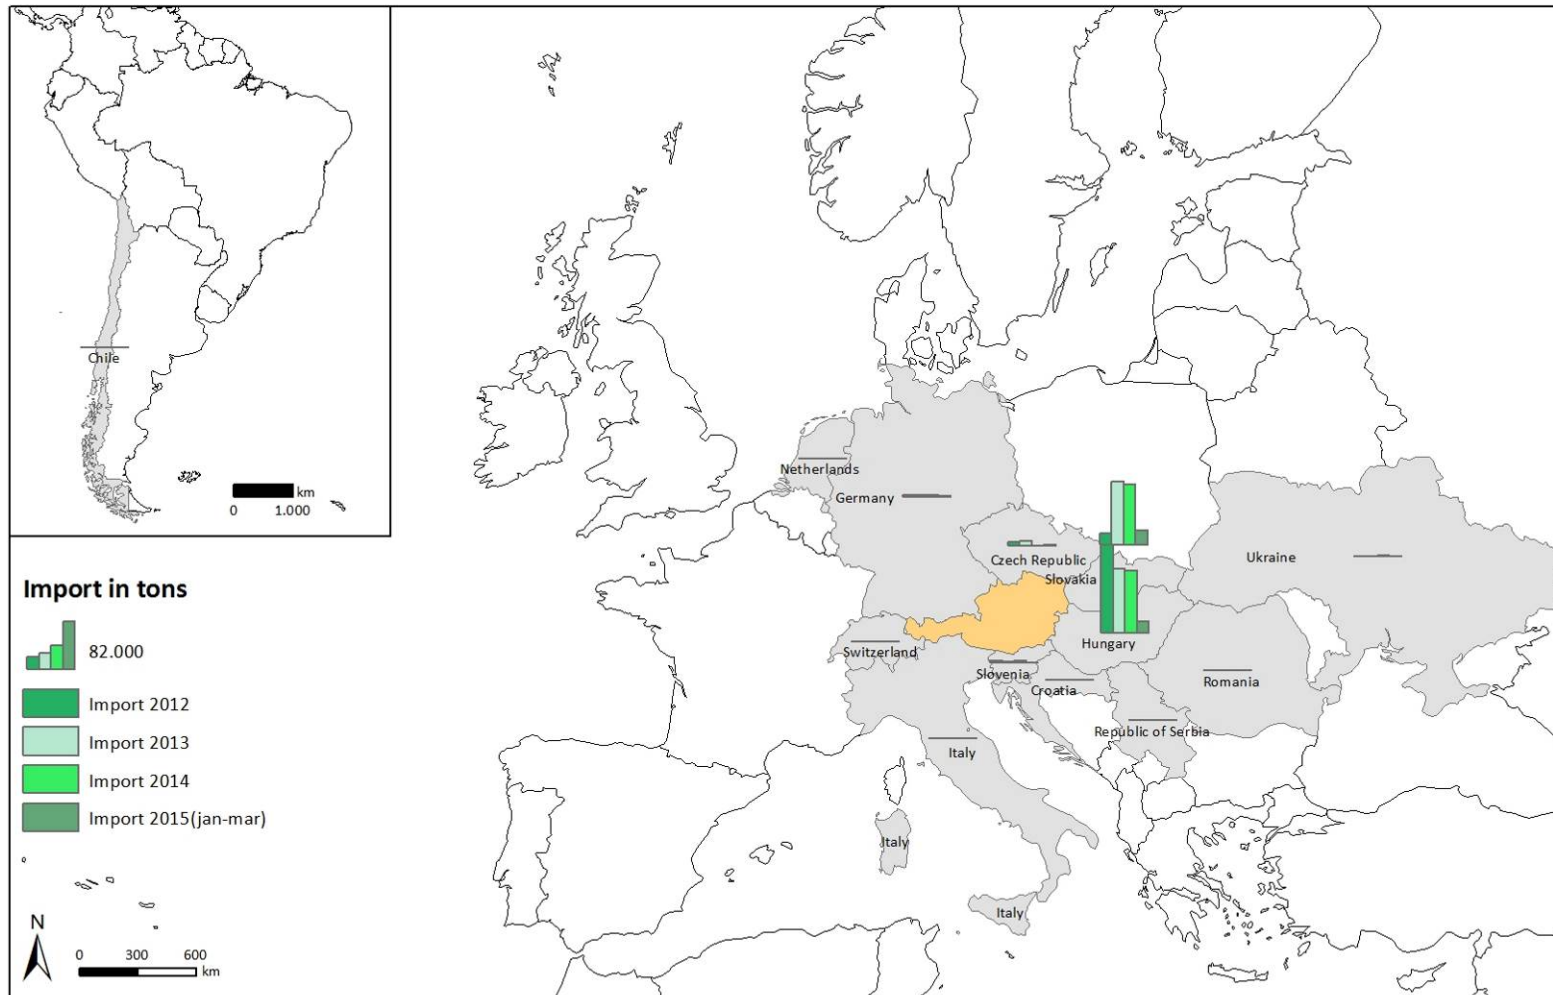 Chile
km
0 1.000
Import in tons
82.000
Import 2012
Import 2013
Import 2014
Import 2015(jan-mar)
N
0 300 600
km
Netherlands
Germany
Czech Republic
Slovakia
Ukraine
Switzerland
Hungary
Slovenia
Croatia
Romania
Republic of Serbia
Italy
Italy
Italy